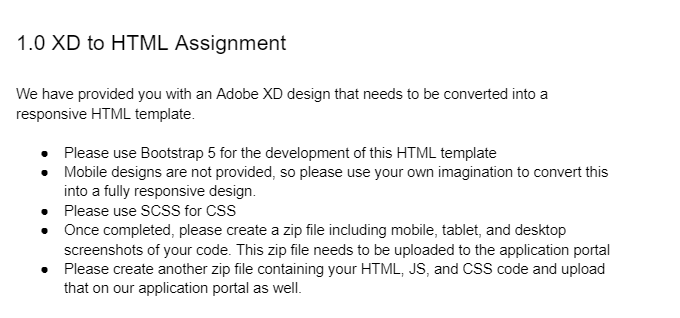 1.0 XD to HTML Assignment
We have provided you with an Adobe XD design that needs to be converted into a
responsive HTML template.
● Please use Bootstrap 5 for the development of this HTML template
● Mobile designs are not provided, so please use your own imagination to convert this
into a fully responsive design.
● Please use SCSS for CSS
● Once completed, please create a zip file including mobile, tablet, and desktop
screenshots of your code. This zip file needs to be uploaded to the application portal
● Please create another zip file containing your HTML, JS, and CSS code and upload
that on our application portal as well.